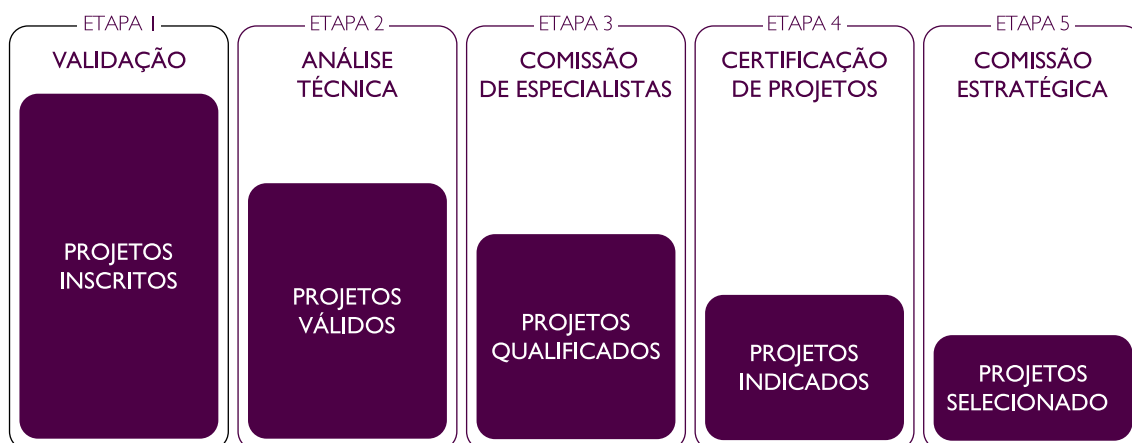 ETAPA 1
VALIDAÇÃO
PROJETOS
INSCRITOS
ETAPA 2
ANÁLISE
TÉCNICA
PROJETOS
VÁLIDOS
ETAPA 3
COMISSÃO
DE ESPECIALISTAS
PROJETOS
QUALIFICADOS
ETAPA 4
CERTIFICAÇÃO
DE PROJETOS
PROJETOS
INDICADOS
ETAPA 5
COMISSÃO
ESTRATÉGICA
PROJETOS
SELECIONADO